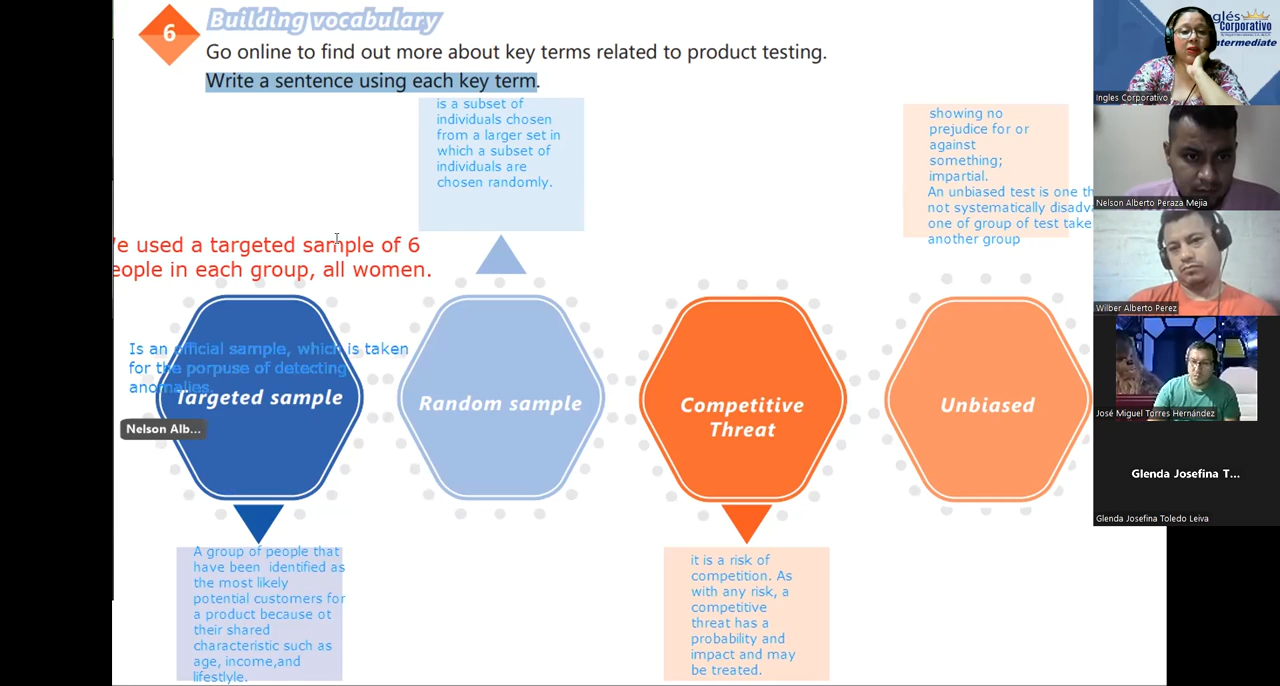 6
Building vocabulary
Go online to find out more about key terms related to product testing.
Write a sentence using each key term.
is a subset of
individuals chosen
from a larger set in
which a subset of
individuals are
chosen randomly.
showing no
prejudice for or
against
something;
impartial.
An unbiased test is one th
not systematically disadv
one of group of test take
another group
e used a targeted sample of 6
eople in each group, all women.
Is an official sample, which is taken
for the porpuse of detecting
anomalies.
Targeted sample
Random sample
Competitive
Threat
Unbiased
Nelson Alb...
A group of people that
have been identified as
the most likely
potential customers for
a product because ot
their shared
characteristic such as
age, income,and
lifestlyle.
it is a risk of
competition. As
with any risk, a
competitive
threat has a
probability and
impact and may
be treated.
glés
Corporativo
ntermediate
Ingles Corporativo
Nelson Alberto Peraza Mejia
Wilber Alberto Perez
José Miguel Torres Hernández
Glenda Josefina T...
Glenda Josefina Toledo Leiva